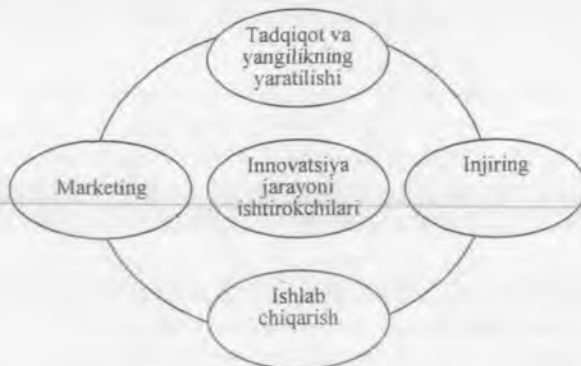 Tadqiqot va
yangilikning
yaratilishi
Marketing
Innovatsiya
jarayoni
ishtirokchilari
Injiring
Ishlab
chiqarish